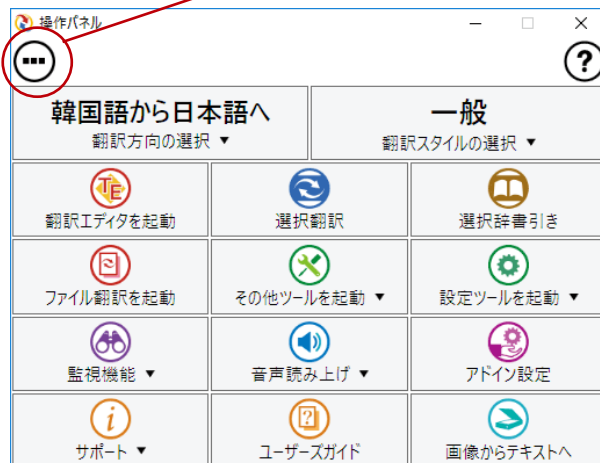 操作パネル
?
韓国語から日本語へ
翻訳方向の選択 ▼
一般
翻訳スタイルの選択 ▼
TE
翻訳エディタを起動
選択翻訳
選択辞書引き
ファイル翻訳を起動
その他ツールを起動 ▼
設定ツールを起動 ▼
監視機能 ▼
音声読み上げ ▼
アドイン設定
i
サポート ▼
?
ユーザーズガイド
画像からテキストへ